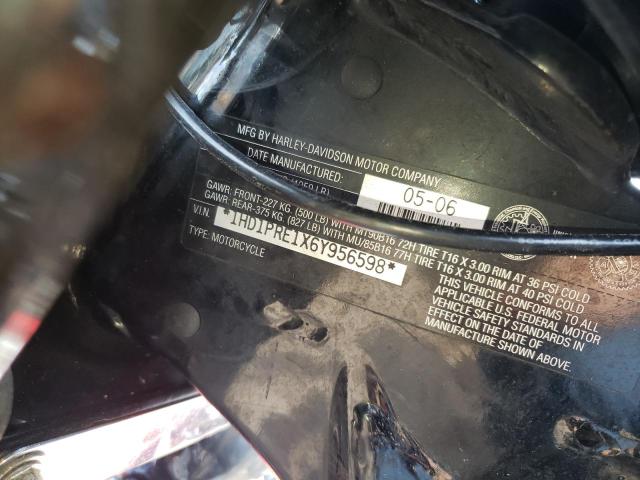 MFG BY HARLEY-DAVIDSON MOTOR COMPANY
DATE MANUFACTURED: 05-06
GAWR: FRONT-227 KG (500 LB) WITH MT90B16 72H TIRE T16 X 3.00 RIM AT 36 PSI COLD
GAWR: REAR-375 KG (827 LB) WITH MU/85B16 77H TIRE T16 X 3.00 RIM AT 40 PSI COLD
V.I.N. *1HD1PRE1X6Y956598*
TYPE: MOTORCYCLE
THIS VEHICLE CONFORMS TO ALL
APPLICABLE U.S. FEDERAL MOTOR
VEHICLE SAFETY STANDARDS IN
EFFECT ON THE DATE OF
MANUFACTURE SHOWN ABOVE.